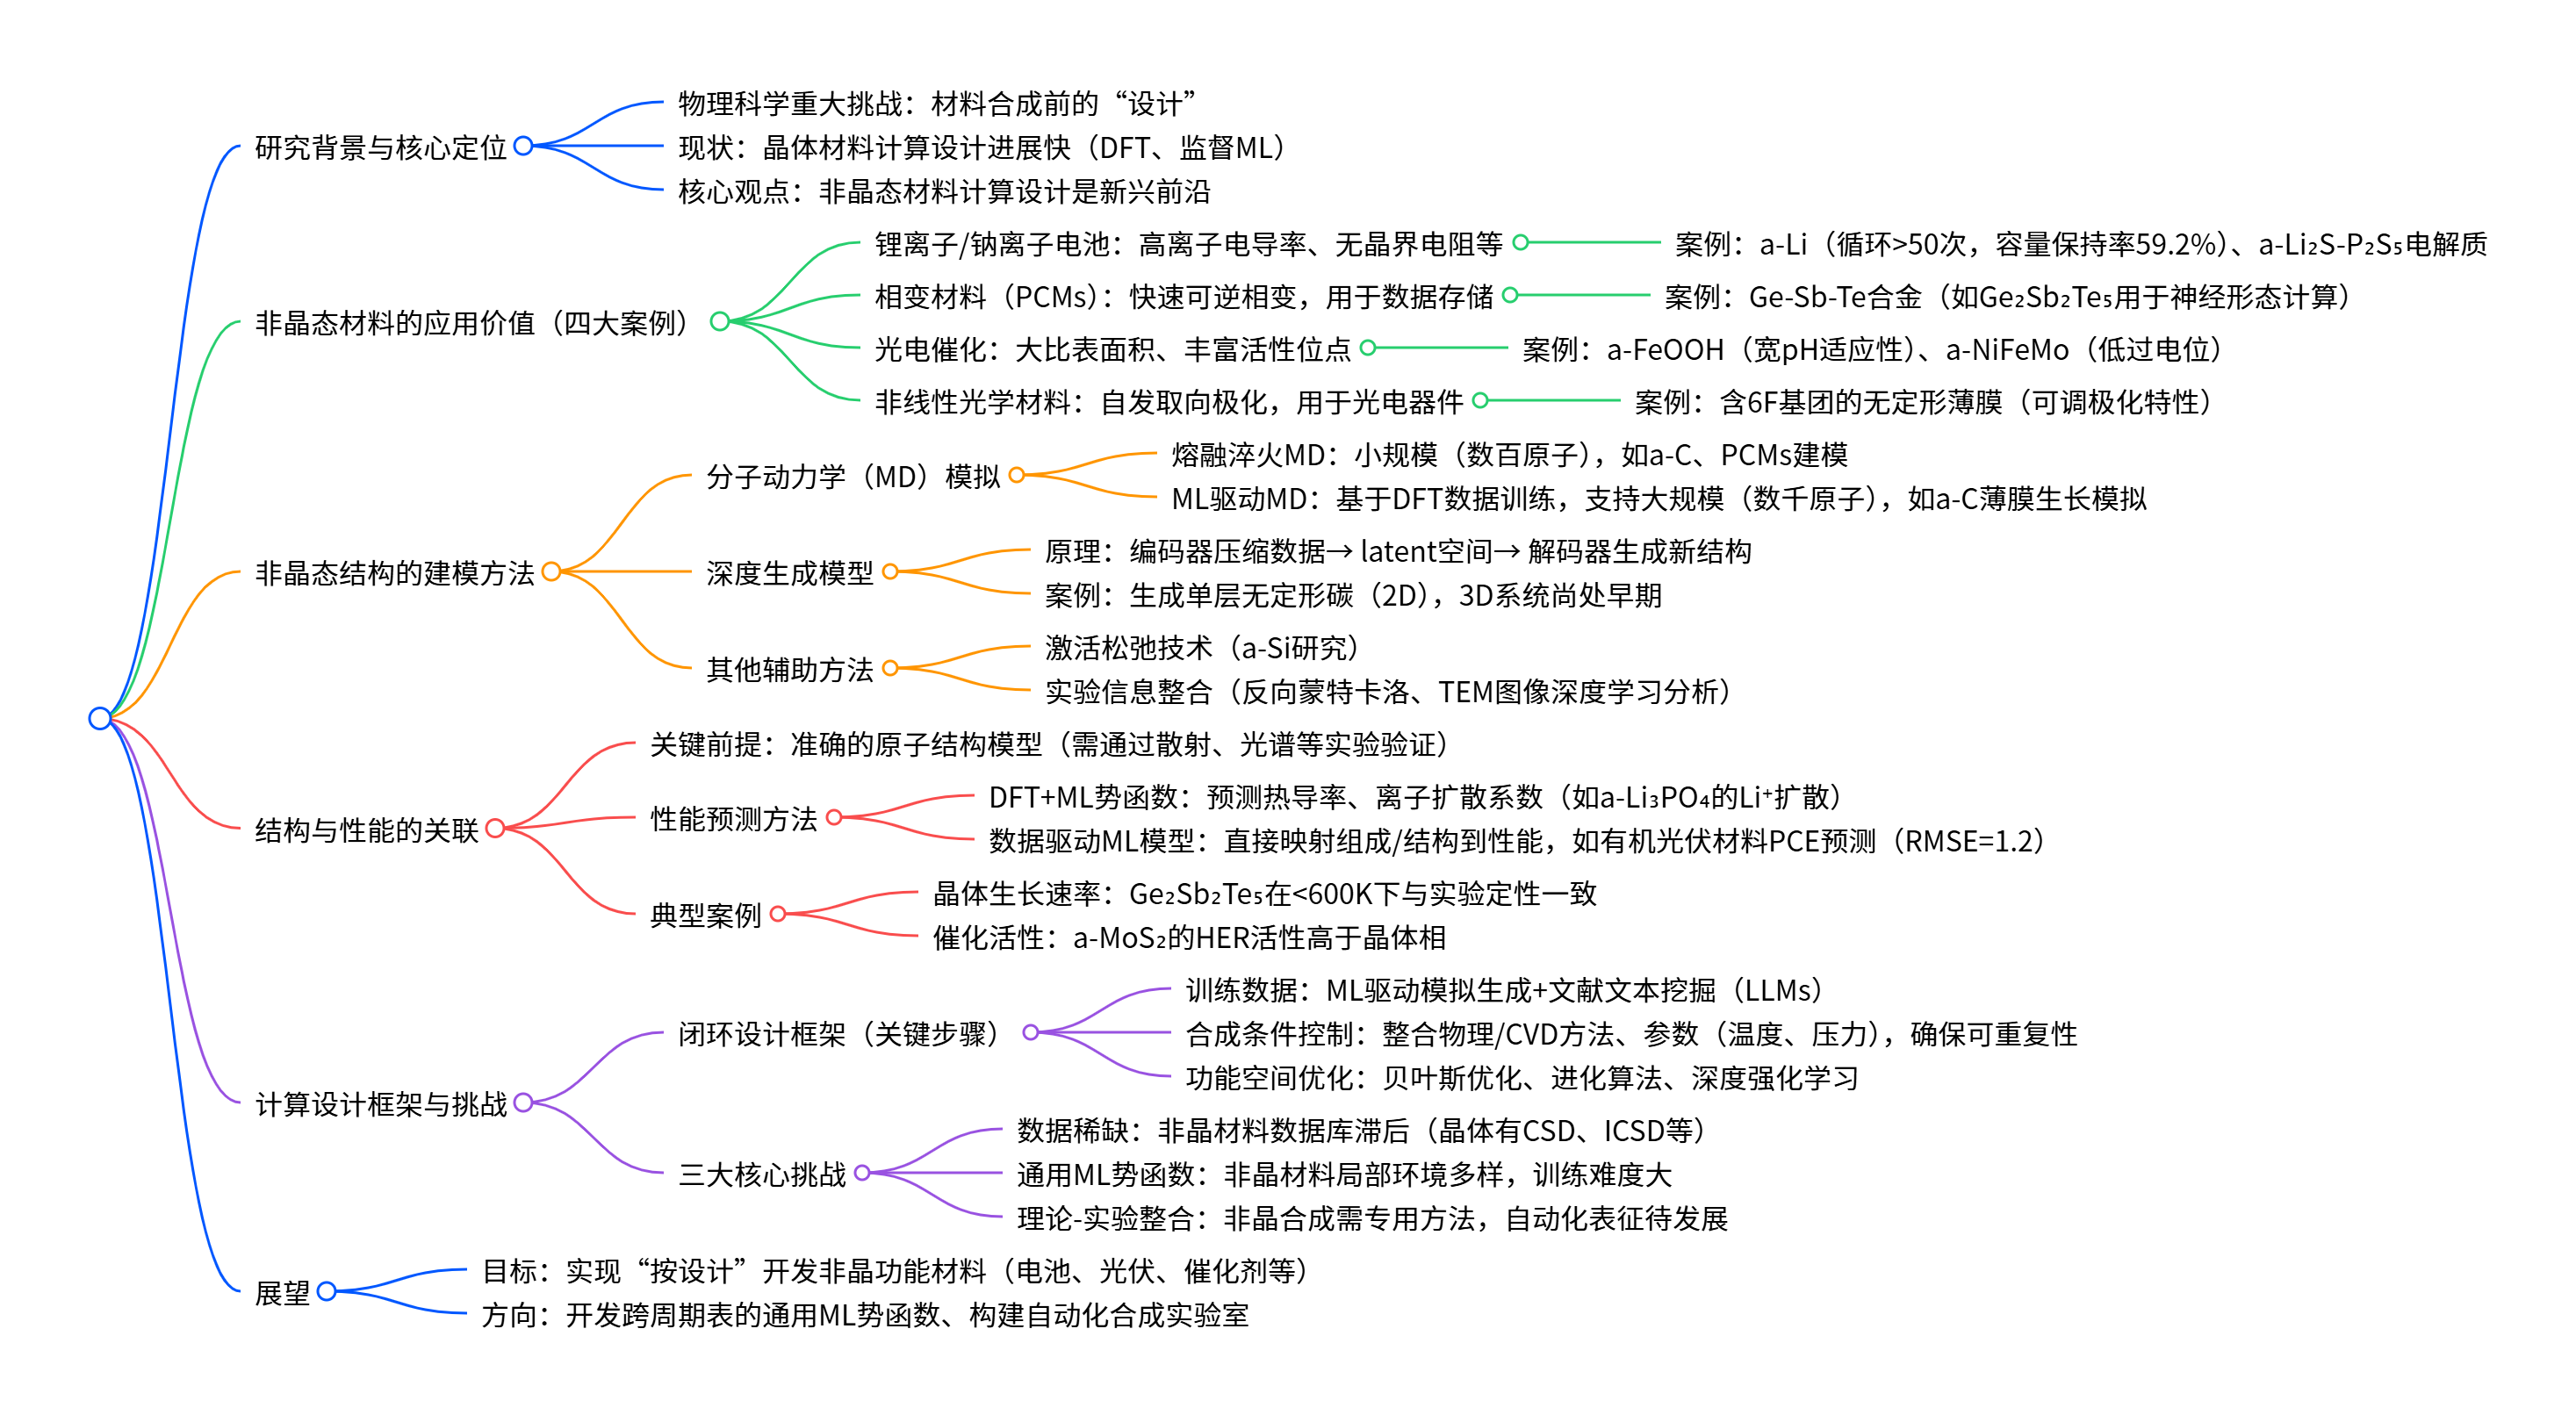 研究背景与核心定位
物理科学重大挑战：材料合成前的“设计”
现状：晶体材料计算设计进展快（DFT、监督ML）
核心观点：非晶态材料计算设计是新兴前沿
非晶态材料的应用价值（四大案例）
锂离子/钠离子电池：高离子电导率、无晶界电阻等
案例：a-Li（循环>50次，容量保持率59.2%）、a-Li₂S-P₂S₅电解质
相变材料（PCMs）：快速可逆相变，用于数据存储
案例：Ge-Sb-Te合金（如Ge₂Sb₂Te₅用于神经形态计算）
光电催化：大比表面积、丰富活性位点
案例：a-FeOOH（宽pH适应性）、a-NiFeMo（低过电位）
非线性光学材料：自发取向极化，用于光电器件
案例：含6F基团的无定形薄膜（可调极化特性）
非晶态结构的建模方法
分子动力学（MD）模拟
熔融淬火MD：小规模（数百原子），如a-C、PCMs建模
ML驱动MD：基于DFT数据训练，支持大规模（数千原子），如a-C薄膜生长模拟
深度生成模型
原理：编码器压缩数据→ latent空间→ 解码器生成新结构
案例：生成单层无定形碳（2D），3D系统尚处早期
其他辅助方法
激活松弛技术（a-Si研究）
实验信息整合（反向蒙特卡洛、TEM图像深度学习分析）
结构与性能的关联
关键前提：准确的原子结构模型（需通过散射、光谱等实验验证）
性能预测方法
DFT+ML势函数：预测热导率、离子扩散系数（如a-Li₃PO₄的Li⁺扩散）
数据驱动ML模型：直接映射组成/结构到性能，如有机光伏材料PCE预测（RMSE=1.2）
典型案例
晶体生长速率：Ge₂Sb₂Te₅在<600K下与实验定性一致
催化活性：a-MoS₂的HER活性高于晶体相
计算设计框架与挑战
闭环设计框架（关键步骤）
训练数据：ML驱动模拟生成+文献文本挖掘（LLMs）
合成条件控制：整合物理/CVD方法、参数（温度、压力），确保可重复性
功能空间优化：贝叶斯优化、进化算法、深度强化学习
三大核心挑战
数据稀缺：非晶材料数据库滞后（晶体有CSD、ICSD等）
通用ML势函数：非晶材料局部环境多样，训练难度大
理论-实验整合：非晶合成需专用方法，自动化表征待发展
展望
目标：实现“按设计”开发非晶功能材料（电池、光伏、催化剂等）
方向：开发跨周期表的通用ML势函数、构建自动化合成实验室